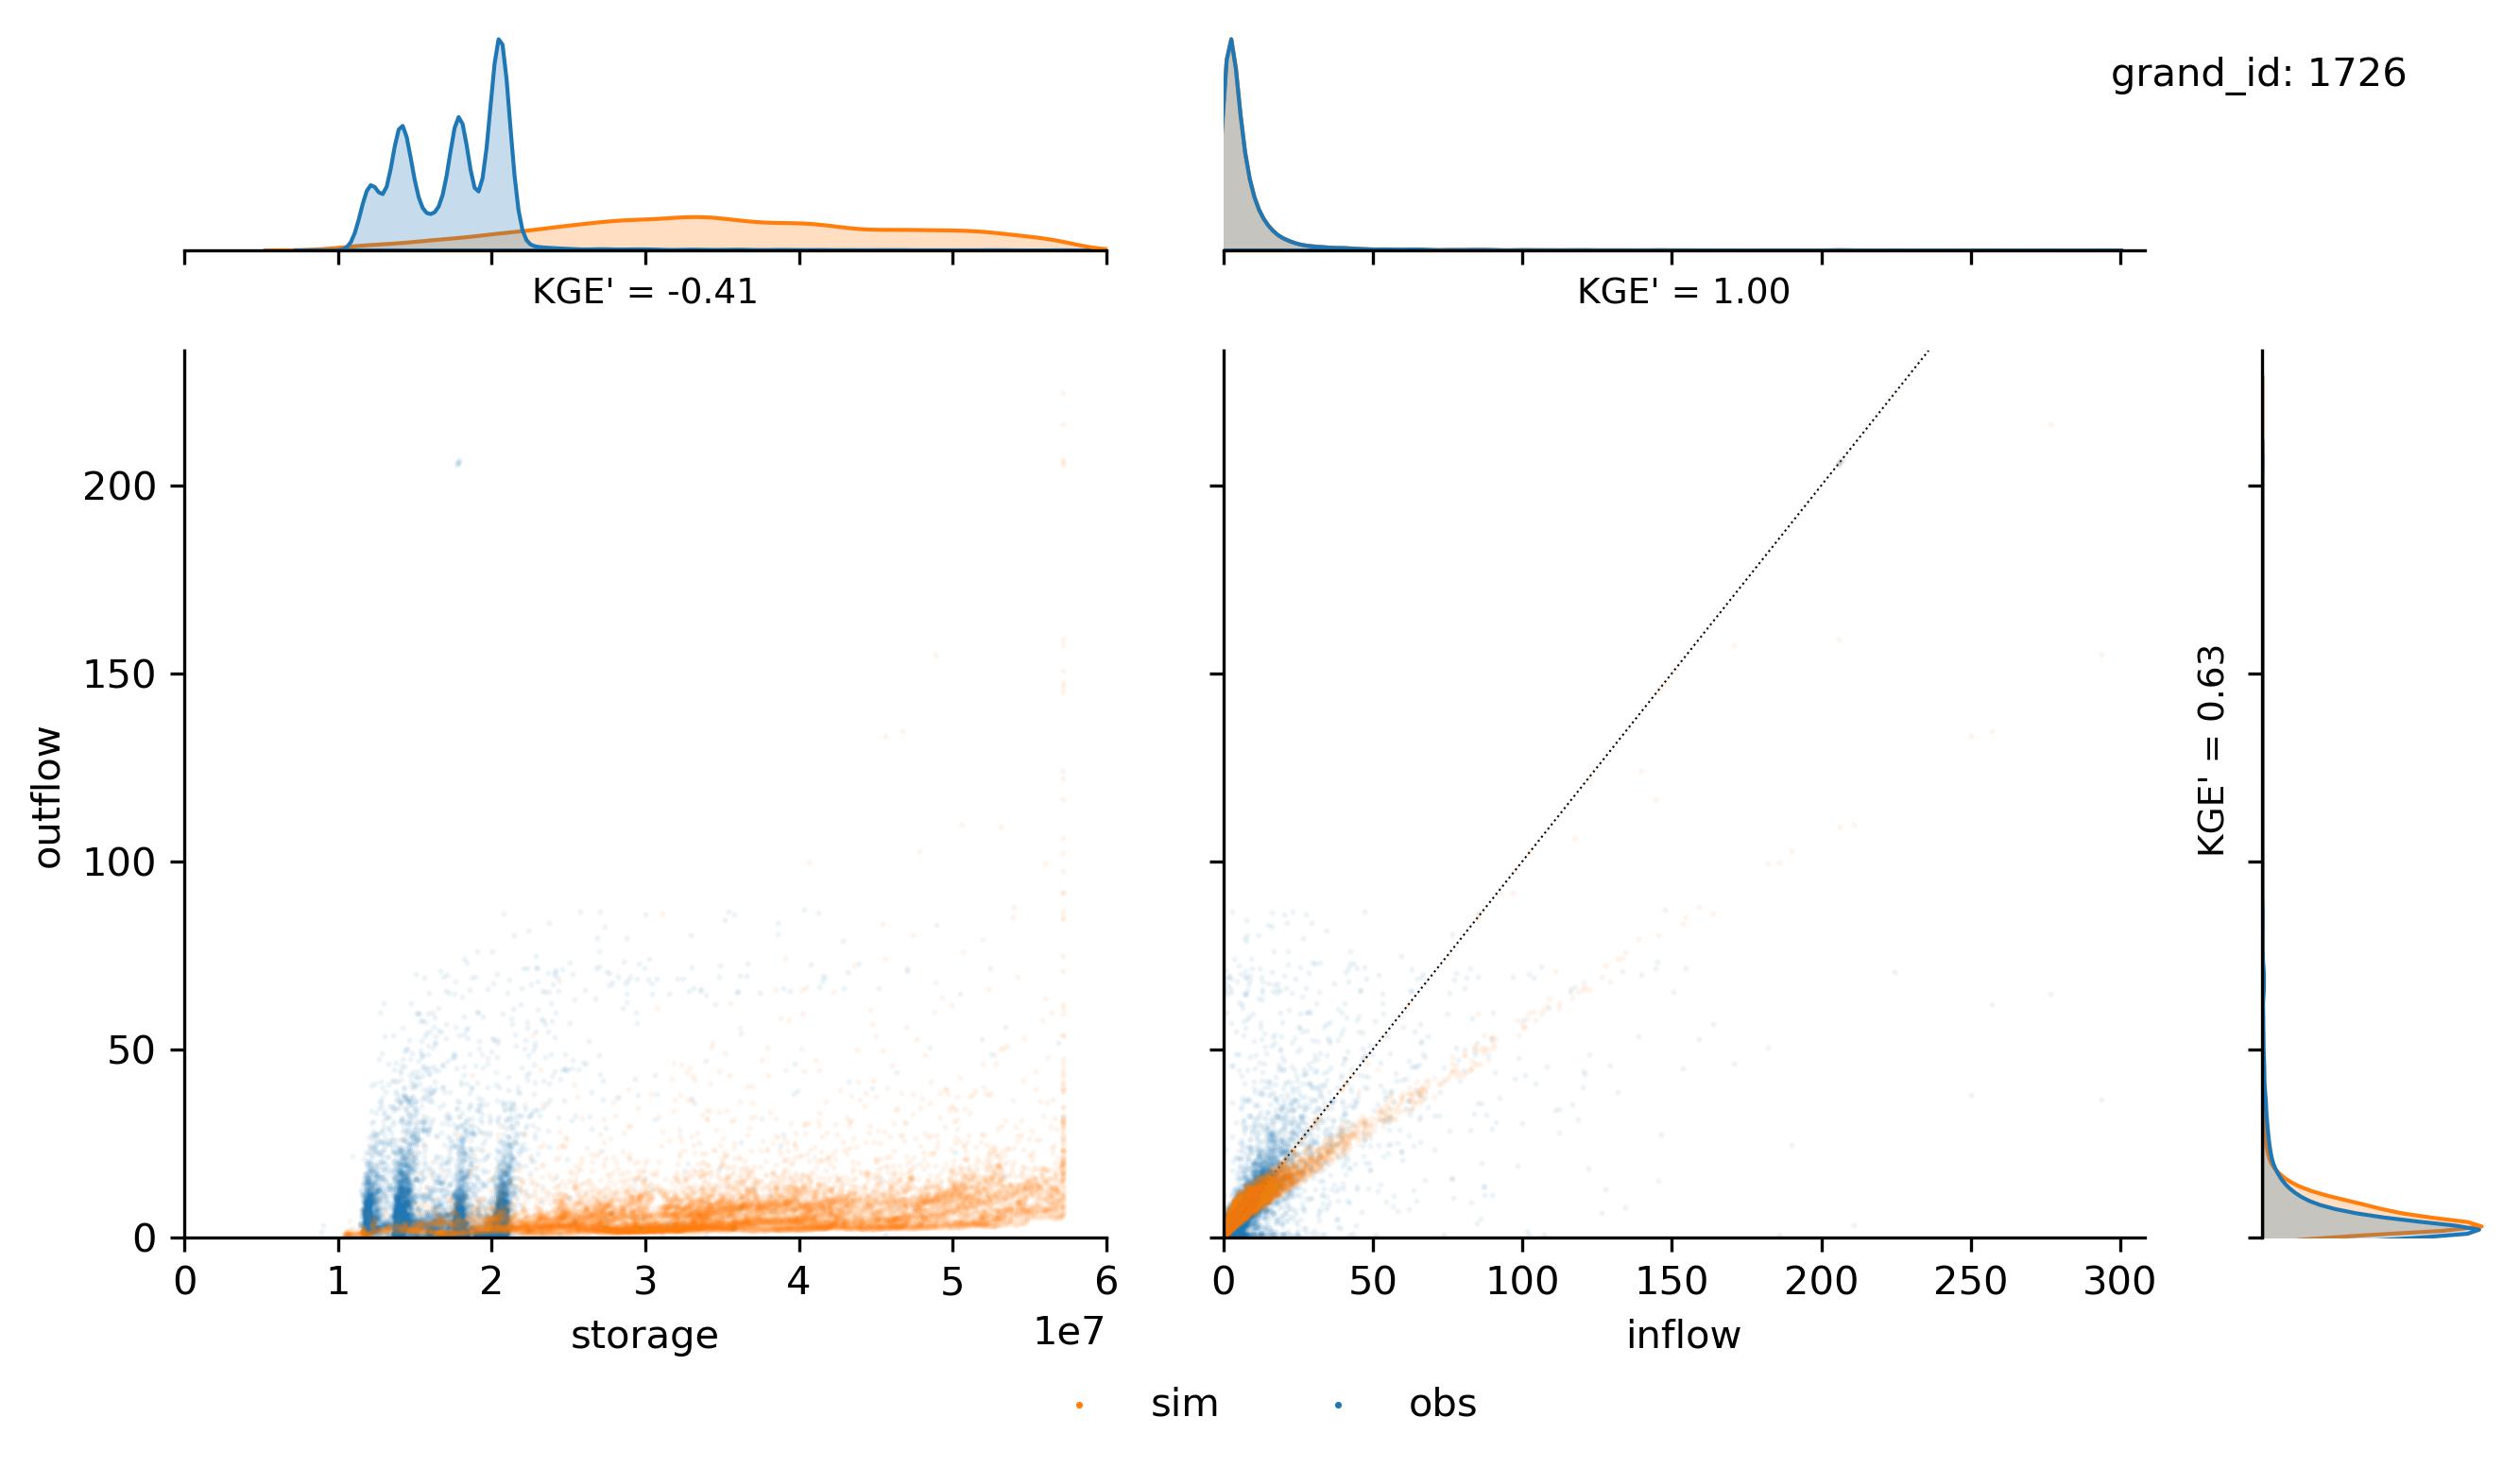 grand_id: 1726
KGE' = -0.41
KGE' = 1.00
outflow
200
150
100
50
0
KGE' = 0.63
0 1 2 3 4 5 6
0 50 100 150 200 250 300
storage
1e7
inflow
sim obs